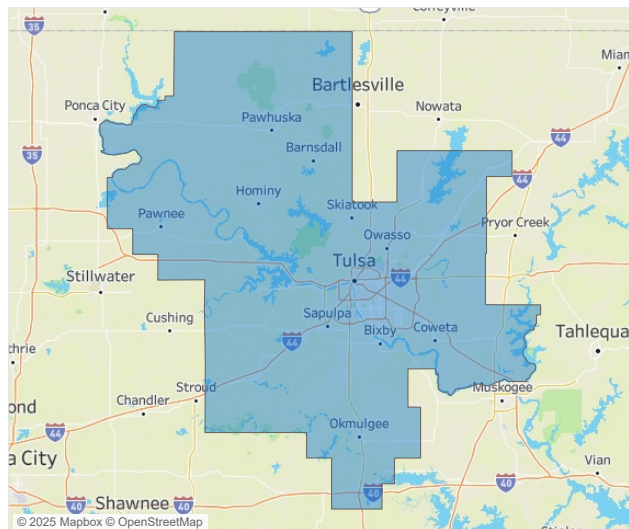 Coffeyville
35
Bartlesville
Miam
Ponca City
Nowata
Pawhuska
44
35
Barnsdall
44
Hominy
Skiatook
Pawnee
Pryor Creek
Owasso
Tulsa
Stillwater
44
Sapulpa
Cushing
Bixby
Coweta
Tahlequa
44
thrie
Stroud
Muskogee
Chandler
ond
Okmulgee
44
a City
Vian
40
40
40
Shawnee
40
© 2025 Mapbox © OpenStreetMap